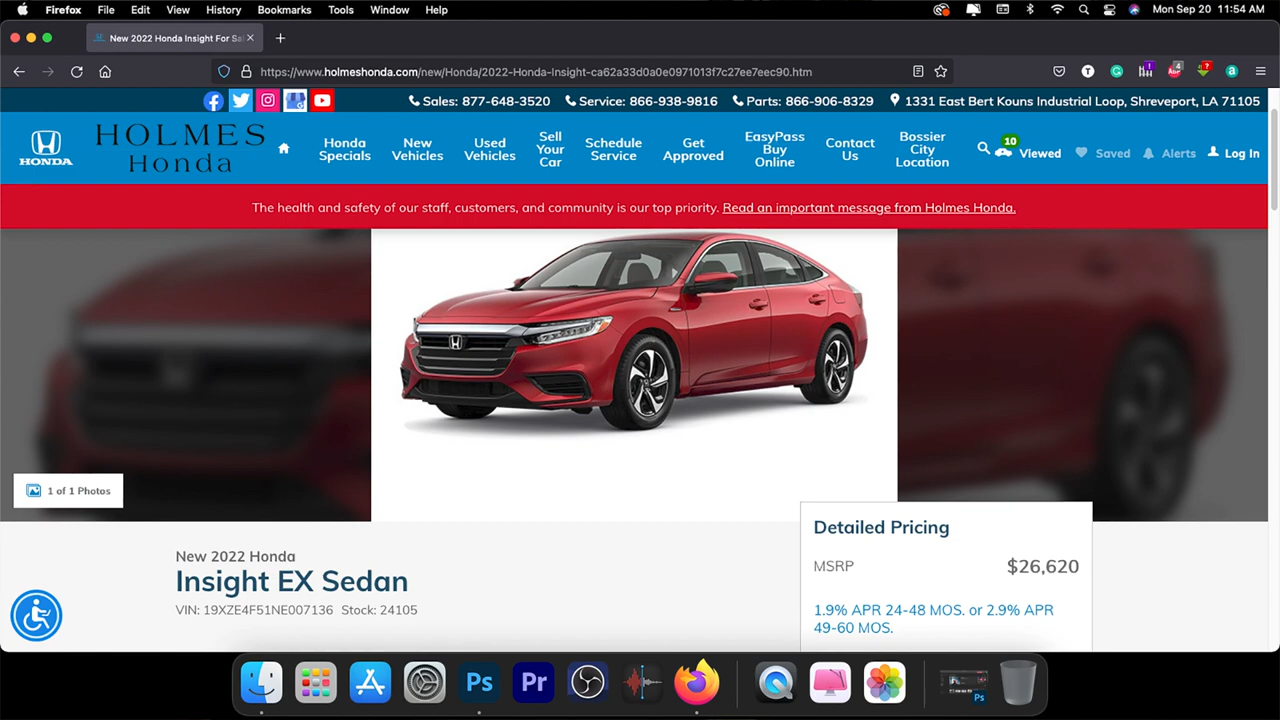 Firefox File Edit View History Bookmarks Tools Window Help Mon Sep 20 11:54 AM
New 2022 Honda Insight For Sa
https://www.holmeshonda.com/new/Honda/2022-Honda-Insight-ca62a33d0a0e0971013f7c27ee7eec90.htm
Sales: 877-648-3520 Service: 866-938-9816 Parts: 866-906-8329 1331 East Bert Kouns Industrial Loop, Shreveport, LA 71105
HONDA
HOLMES
Honda
Honda
Specials
New
Vehicles
Used
Vehicles
Sell
Your
Car
Schedule
Service
Get
Approved
EasyPass
Buy
Online
Contact
Us
Bossier
City
Location
10
Viewed
Saved
Alerts
Log In
The health and safety of our staff, customers, and community is our top priority. Read an important message from Holmes Honda.
1 of 1 Photos
New 2022 Honda
Insight EX Sedan
VIN: 19XZE4F51NE007136 Stock: 24105
Detailed Pricing
MSRP $26,620
1.9% APR 24-48 MOS. or 2.9% APR
49-60 MOS.
Ps
Pr
Ps